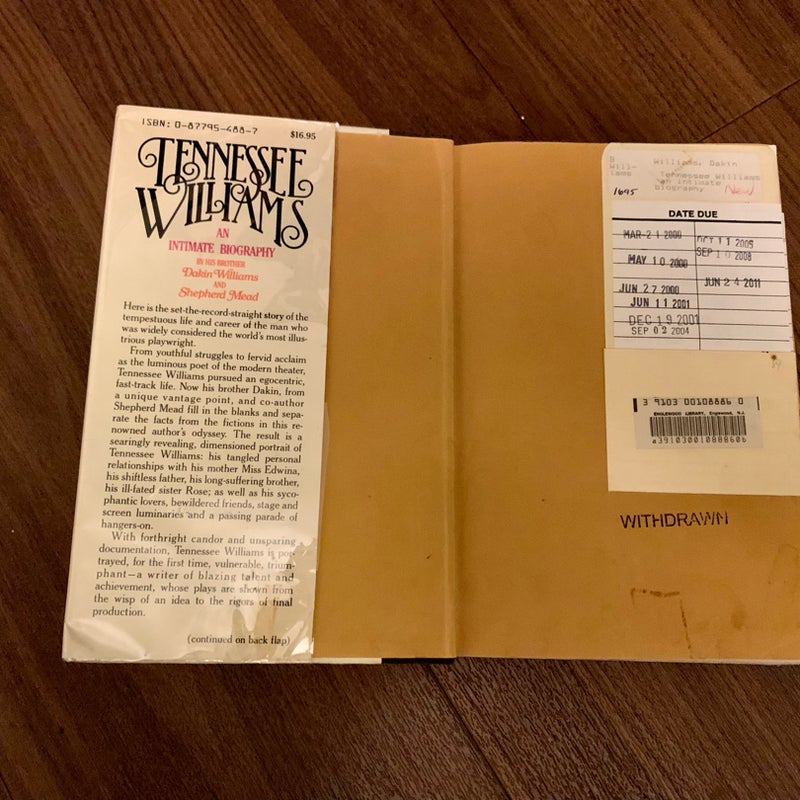 ISBN: 0-87795-488-7
$16.95
TENNESSEE
WILLIAMS
AN
INTIMATE BIOGRAPHY
BY HIS BROTHER
Dakin Williams
AND
Shepherd Mead
Here is the set-the-record-straight story of the
tempestuous life and career of the man who
was widely considered the world's most illus-
trious playwright.
From youthful struggles to fervid acclaim
as the luminous poet of the modern theater,
Tennessee Williams pursued an egocentric,
fast-track life. Now his brother Dakin, from
a unique vantage point, and co-author
Shepherd Mead fill in the blanks and sepa-
rate the facts from the fictions in this re-
nowned author's odyssey. The result is a
searingly revealing, dimensioned portrait of
Tennessee Williams: his tangled personal
relationships with his mother Miss Edwina,
his shiftless father, his long-suffering brother,
his ill-fated sister Rose; as well as his syco-
phantic lovers, bewildered friends, stage and
screen luminaries and a passing parade of
hangers-on.
With forthright candor and unsparing
documentation, Tennessee Williams is por-
trayed, for the first time, vulnerable, trium-
phant—a writer of blazing talent and
achievement, whose plays are shown from
the wisp of an idea to the rigors of final
production.
(continued on back flap)
B
Will-
iams
Williams, Dakin
Tennessee Williams
an intimate
biography
New
1695
DATE DUE
MAR 21 2000
MAY 10 2000
JUN 27 2000
JUN 11 2001
DEC 19 2001
SEP 02 2004
OCT 11 2005
SEP 10 2008
JUN 24 2011
3 9103 00108886 0
ENGLEWOOD LIBRARY, Englewood, N.J.
a39103001088860b
WITHDRAWN